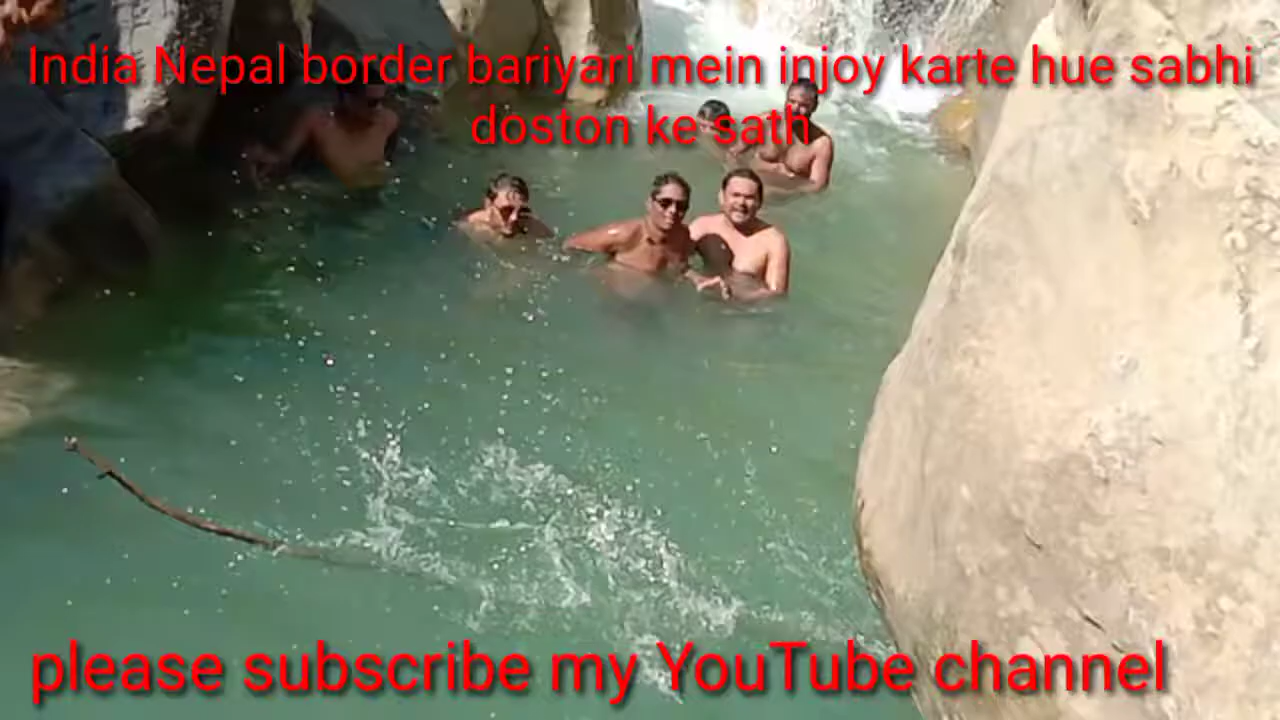 India Nepal border bariyari mein injoy karte hue sabhi
doston ke sath
please subscribe my YouTube channel